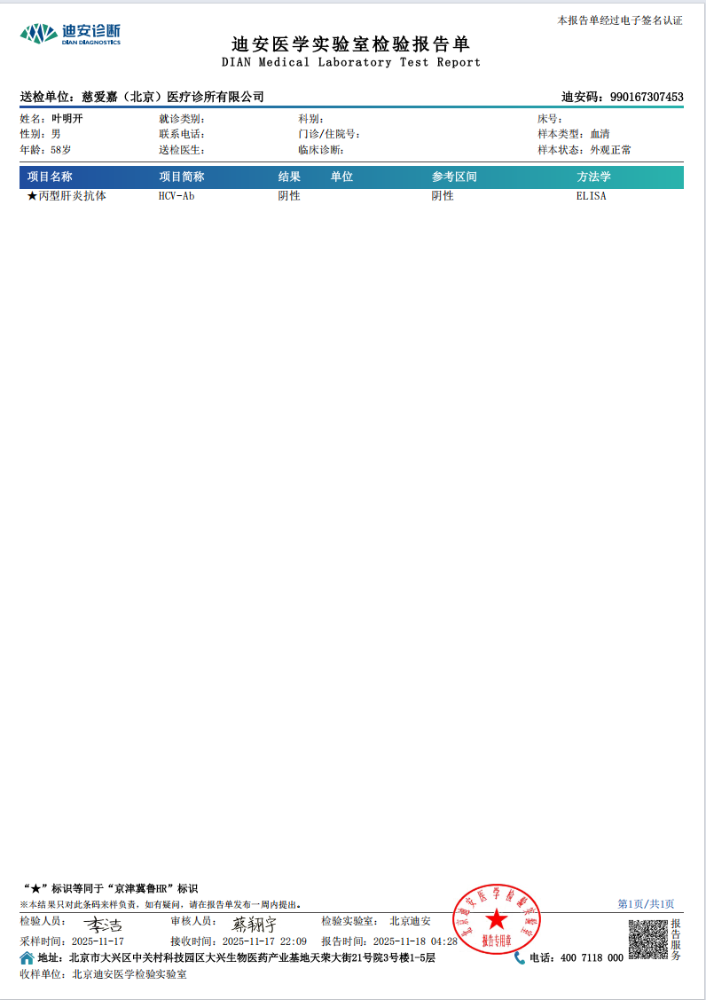 本报告单经过电子签名认证
迪安诊断
DIAN DIAGNOSTICS
迪安医学实验室检验报告单
DIAN Medical Laboratory Test Report
送检单位：慈爱嘉（北京）医疗诊所有限公司 迪安码：990167307453
姓名：叶明开 就诊类别： 科别： 床号：
性别：男 联系电话： 门诊/住院号： 样本类型：血清
年龄：58岁 送检医生： 临床诊断： 样本状态：外观正常
项目名称 项目简称 结果 单位 参考区间 方法学
★丙型肝炎抗体 HCV-Ab 阴性 阴性 ELISA
“★”标识等同于“京津冀鲁HR”标识
※本结果只对此条码来样负责，如有疑问，请在报告单发布一周内提出。
第1页/共1页
检验人员：李洁 审核人员：蔡翔宇 检验实验室： 北京迪安
采样时间：2025-11-17 接收时间：2025-11-17 22:09 报告时间：2025-11-18 04:28
北京迪安医学检验实验室
报告专用章
报告服务
地址：北京市大兴区中关村科技园区大兴生物医药产业基地天荣大街21号院3号楼1-5层 电话：400 7118 000
收样单位：北京迪安医学检验实验室